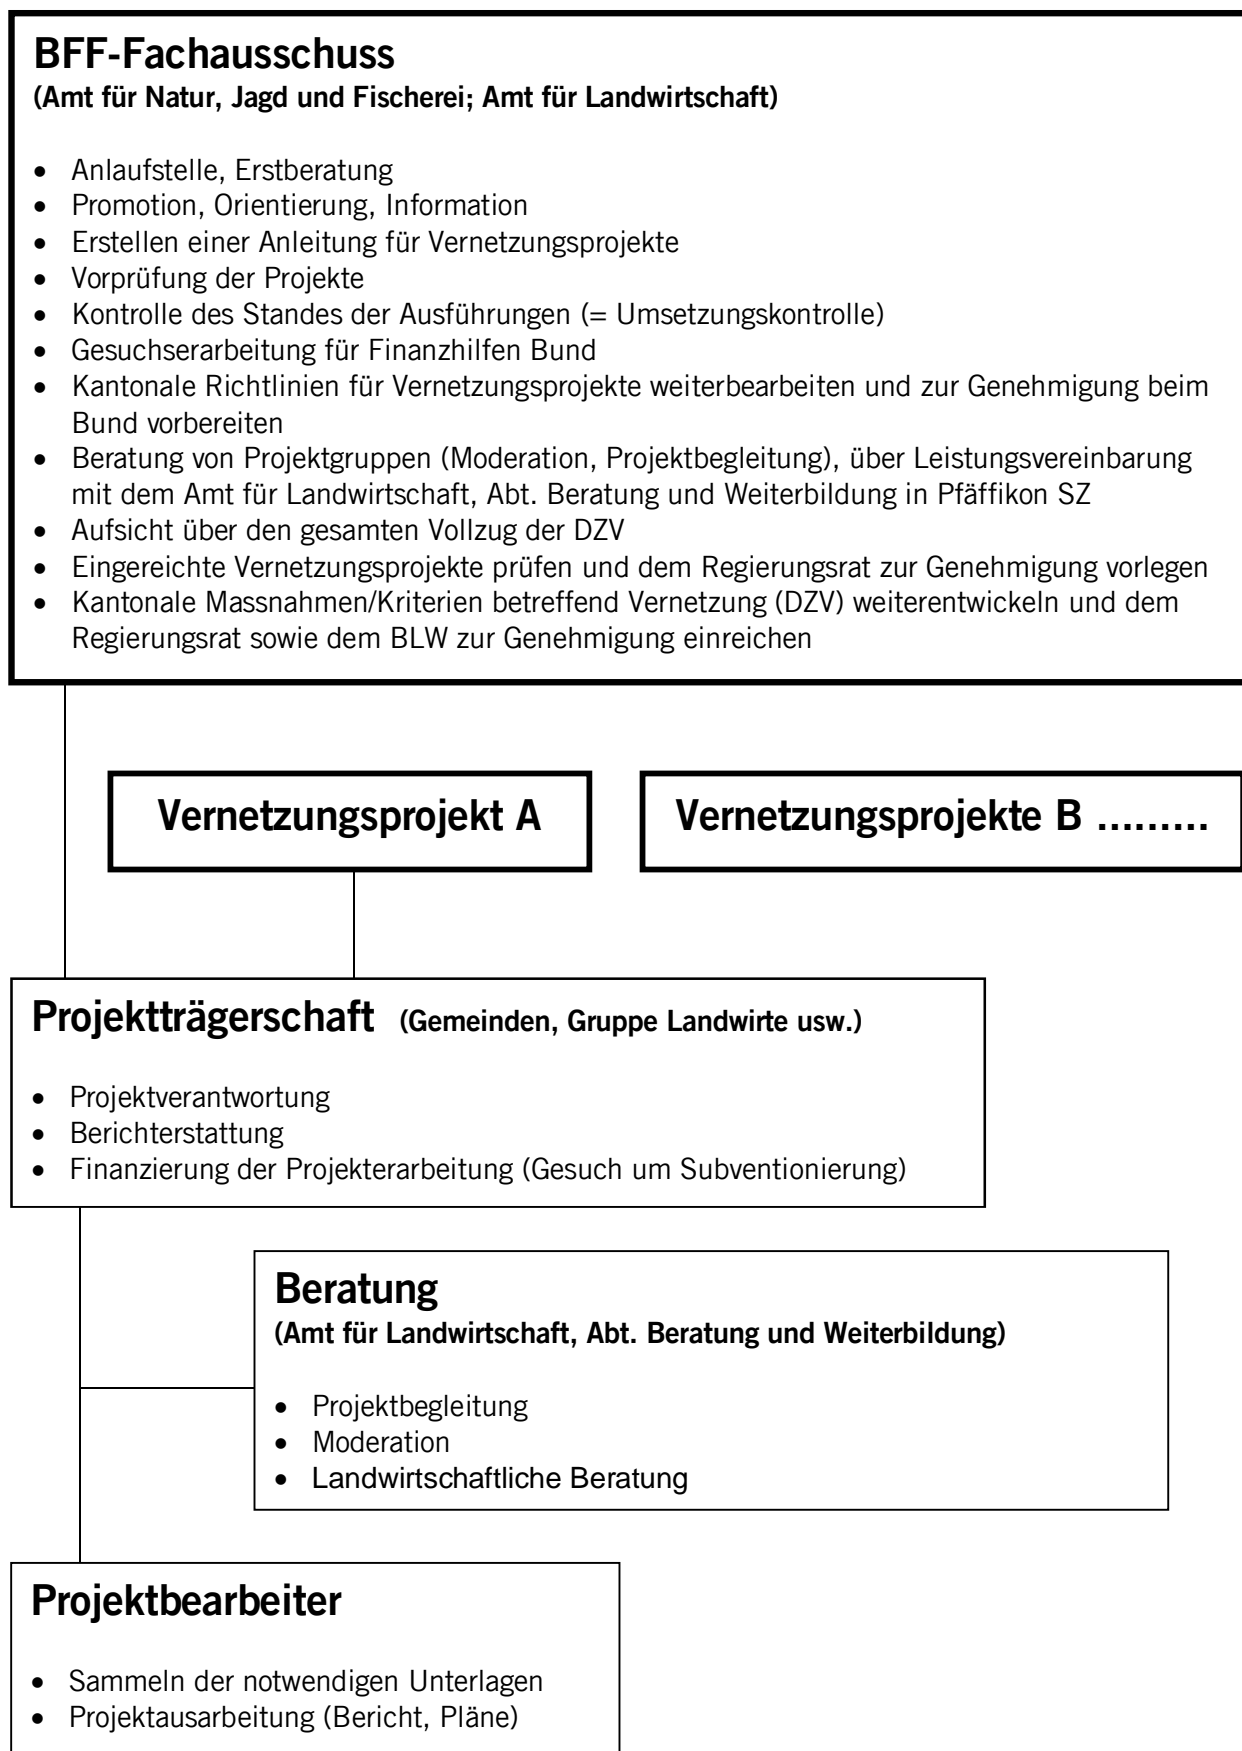 BFF-Fachausschuss
(Amt für Natur, Jagd und Fischerei; Amt für Landwirtschaft)
• Anlaufstelle, Erstberatung
• Promotion, Orientierung, Information
• Erstellen einer Anleitung für Vernetzungsprojekte
• Vorprüfung der Projekte
• Kontrolle des Standes der Ausführungen (= Umsetzungskontrolle)
• Gesuchserarbeitung für Finanzhilfen Bund
• Kantonale Richtlinien für Vernetzungsprojekte weiterbearbeiten und zur Genehmigung beim
Bund vorbereiten
• Beratung von Projektgruppen (Moderation, Projektbegleitung), über Leistungsvereinbarung
mit dem Amt für Landwirtschaft, Abt. Beratung und Weiterbildung in Pfäffikon SZ
• Aufsicht über den gesamten Vollzug der DZV
• Eingereichte Vernetzungsprojekte prüfen und dem Regierungsrat zur Genehmigung vorlegen
• Kantonale Massnahmen/Kriterien betreffend Vernetzung (DZV) weiterentwickeln und dem
Regierungsrat sowie dem BLW zur Genehmigung einreichen
Vernetzungsprojekt A
Vernetzungsprojekte B .........
Projektträgerschaft (Gemeinden, Gruppe Landwirte usw.)
• Projektverantwortung
• Berichterstattung
• Finanzierung der Projekterarbeitung (Gesuch um Subventionierung)
Beratung
(Amt für Landwirtschaft, Abt. Beratung und Weiterbildung)
• Projektbegleitung
• Moderation
• Landwirtschaftliche Beratung
Projektbearbeiter
• Sammeln der notwendigen Unterlagen
• Projektausarbeitung (Bericht, Pläne)